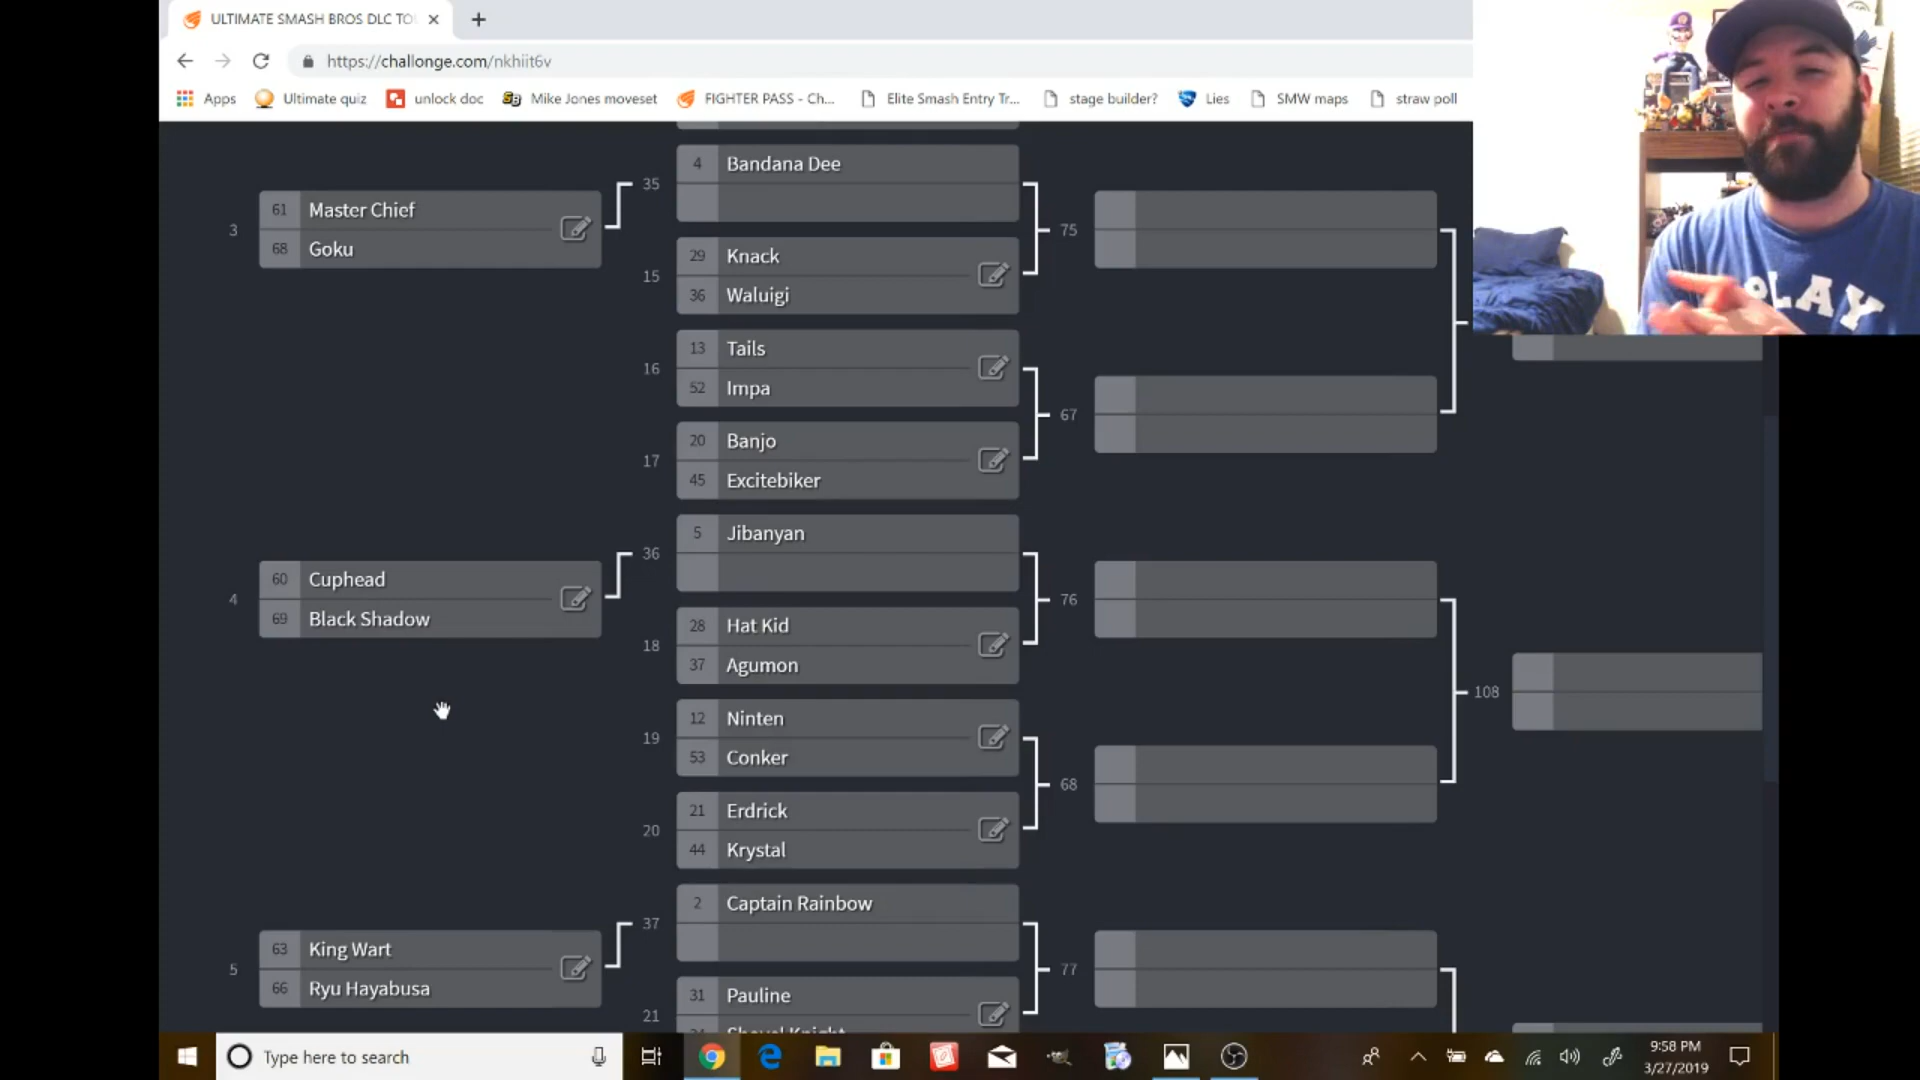 ULTIMATE SMASH BROS DLC TO
https://challonge.com/nkhiit6v
Apps Ultimate quiz unlock doc Mike Jones moveset FIGHTER PASS - Ch... Elite Smash Entry Tr... stage builder? Lies SMW maps straw poll
3
61 Master Chief
68 Goku
35
4 Bandana Dee
15
29 Knack
36 Waluigi
75
16
13 Tails
52 Impa
17
20 Banjo
45 Excitebiker
67
4
60 Cuphead
69 Black Shadow
36
5 Jibanyan
18
28 Hat Kid
37 Agumon
76
19
12 Ninten
53 Conker
20
21 Erdrick
44 Krystal
68
108
5
63 King Wart
66 Ryu Hayabusa
37
2 Captain Rainbow
21
31 Pauline
Shovel Knight
77
PLAY
Type here to search
9:58 PM
3/27/2019